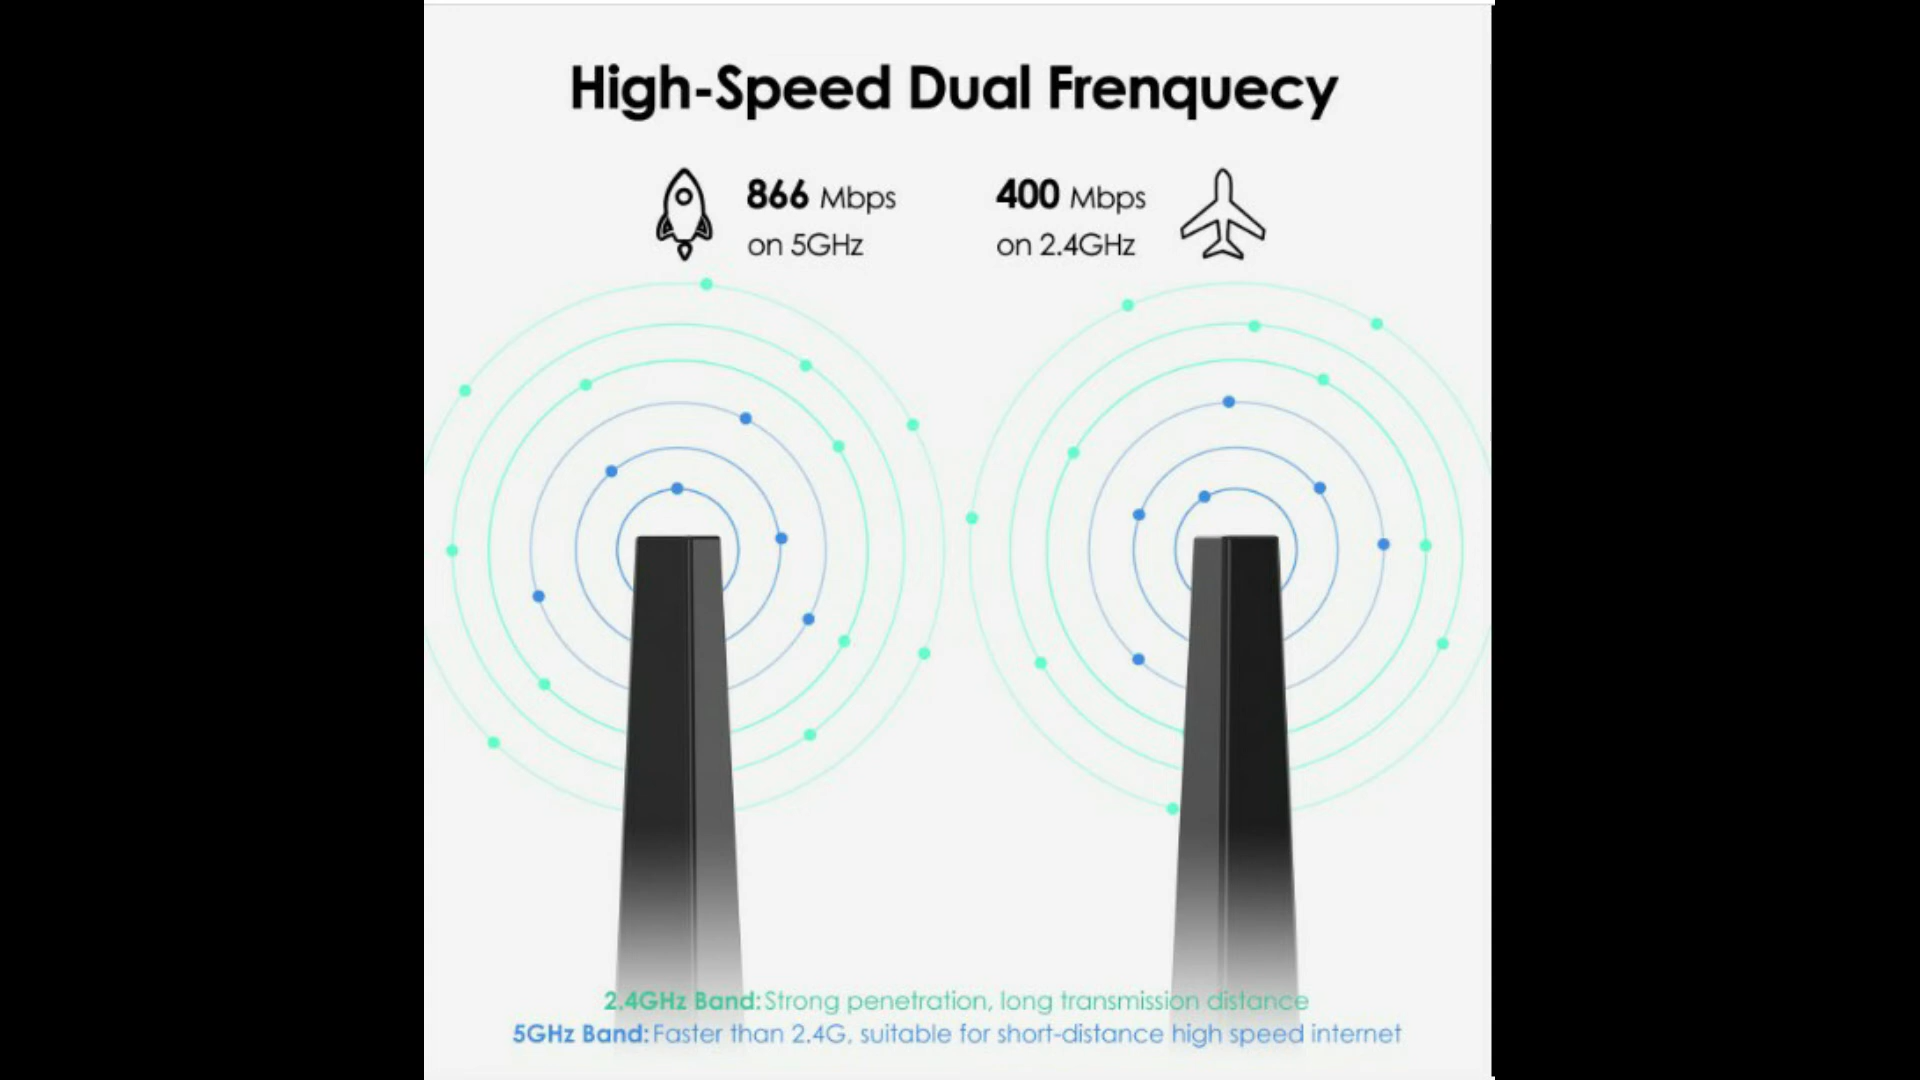 High-Speed Dual Frenquecy
866 Mbps
on 5GHz
400 Mbps
on 2.4GHz
2.4GHz Band: Strong penetration, long transmission distance
5GHz Band: Faster than 2.4G, suitable for short-distance high speed internet